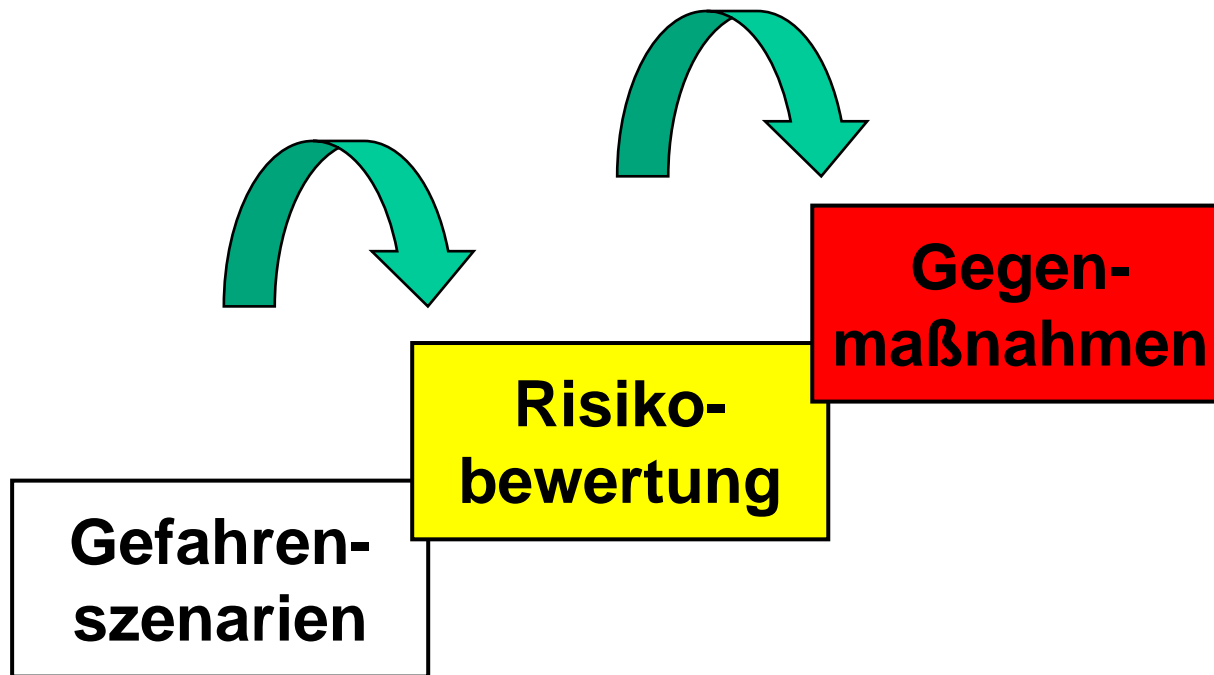 Gegen-
maßnahmen
Risiko-
bewertung
Gefahren-
szenarien